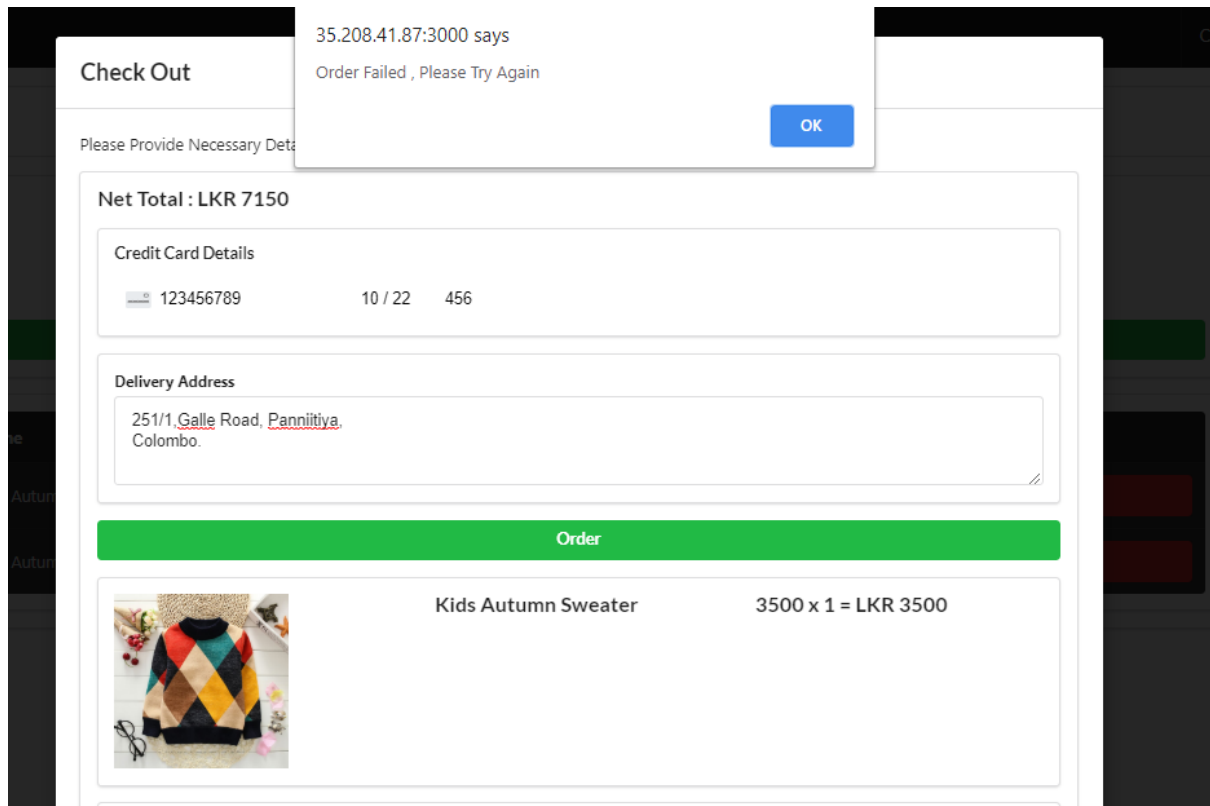 35.208.41.87:3000 says
Order Failed , Please Try Again
OK
Check Out
Please Provide Necessary
Net Total : LKR 7150
Credit Card Details
123456789 10 / 22 456
Delivery Address
251/1,Galle Road, Panniitiya,
Colombo.
Order
Kids Autumn Sweater 3500 x 1 = LKR 3500